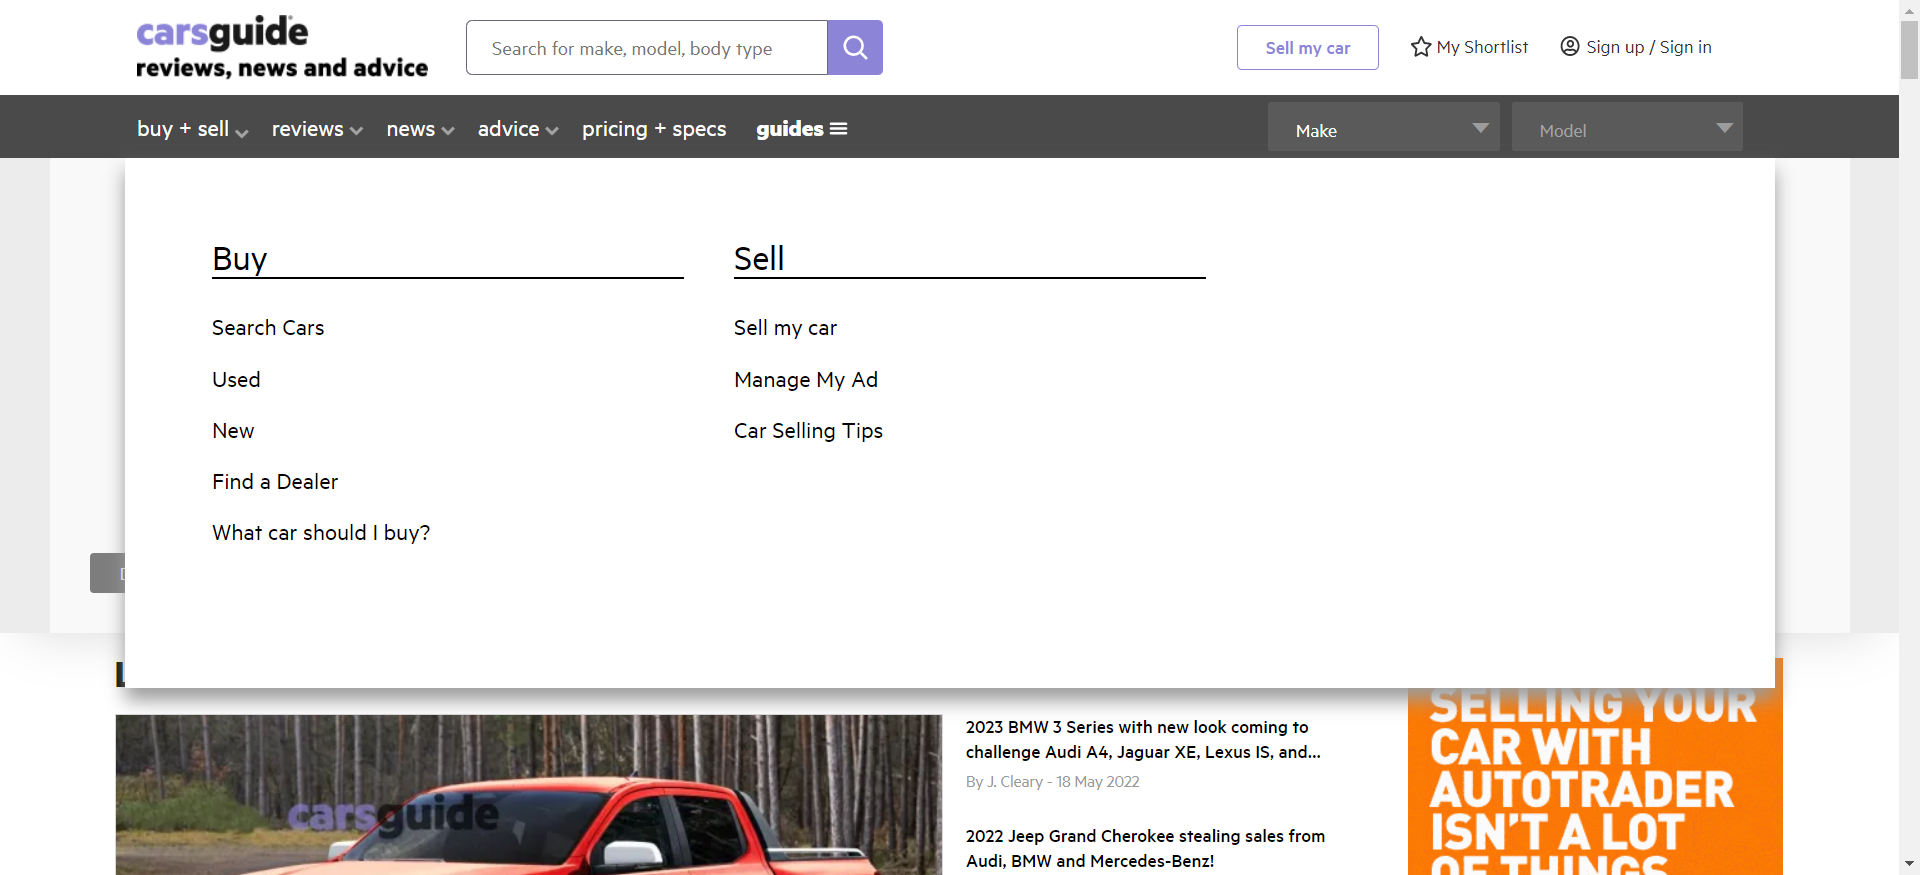 carsguide
reviews, news and advice
Search for make, model, body type
Sell my car
My Shortlist
Sign up / Sign in
buy + sell
reviews
news
advice
pricing + specs
guides
Make
Model
Buy
Search Cars
Used
New
Find a Dealer
What car should I buy?
Sell
Sell my car
Manage My Ad
Car Selling Tips
carsguide
2023 BMW 3 Series with new look coming to
challenge Audi A4, Jaguar XE, Lexus IS, and...
By J. Cleary - 18 May 2022
2022 Jeep Grand Cherokee stealing sales from
Audi, BMW and Mercedes-Benz!
SELLING YOUR
CAR WITH
AUTOTRADER
ISN'T A LOT
OF THINGS